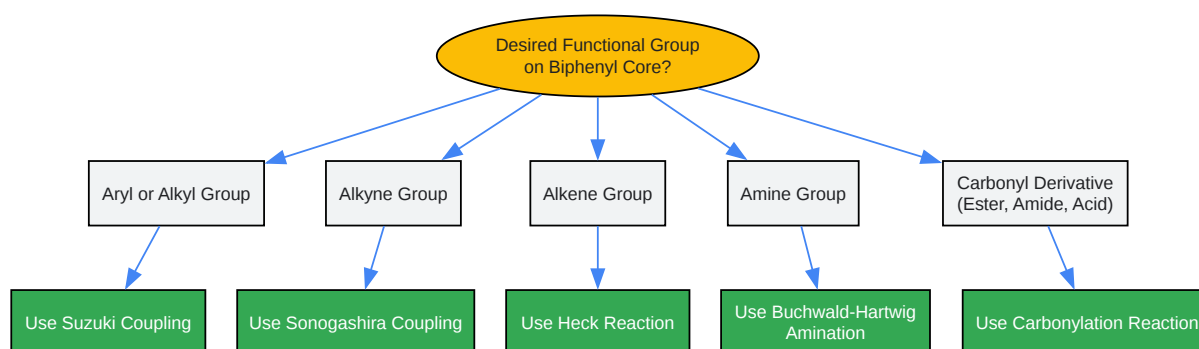 Desired Functional Group
on Biphenyl Core?
Aryl or Alkyl Group
Alkyne Group
Alkene Group
Amine Group
Carbonyl Derivative
(Ester, Amide, Acid)
Use Suzuki Coupling
Use Sonogashira Coupling
Use Heck Reaction
Use Buchwald-Hartwig
Amination
Use Carbonylation Reaction